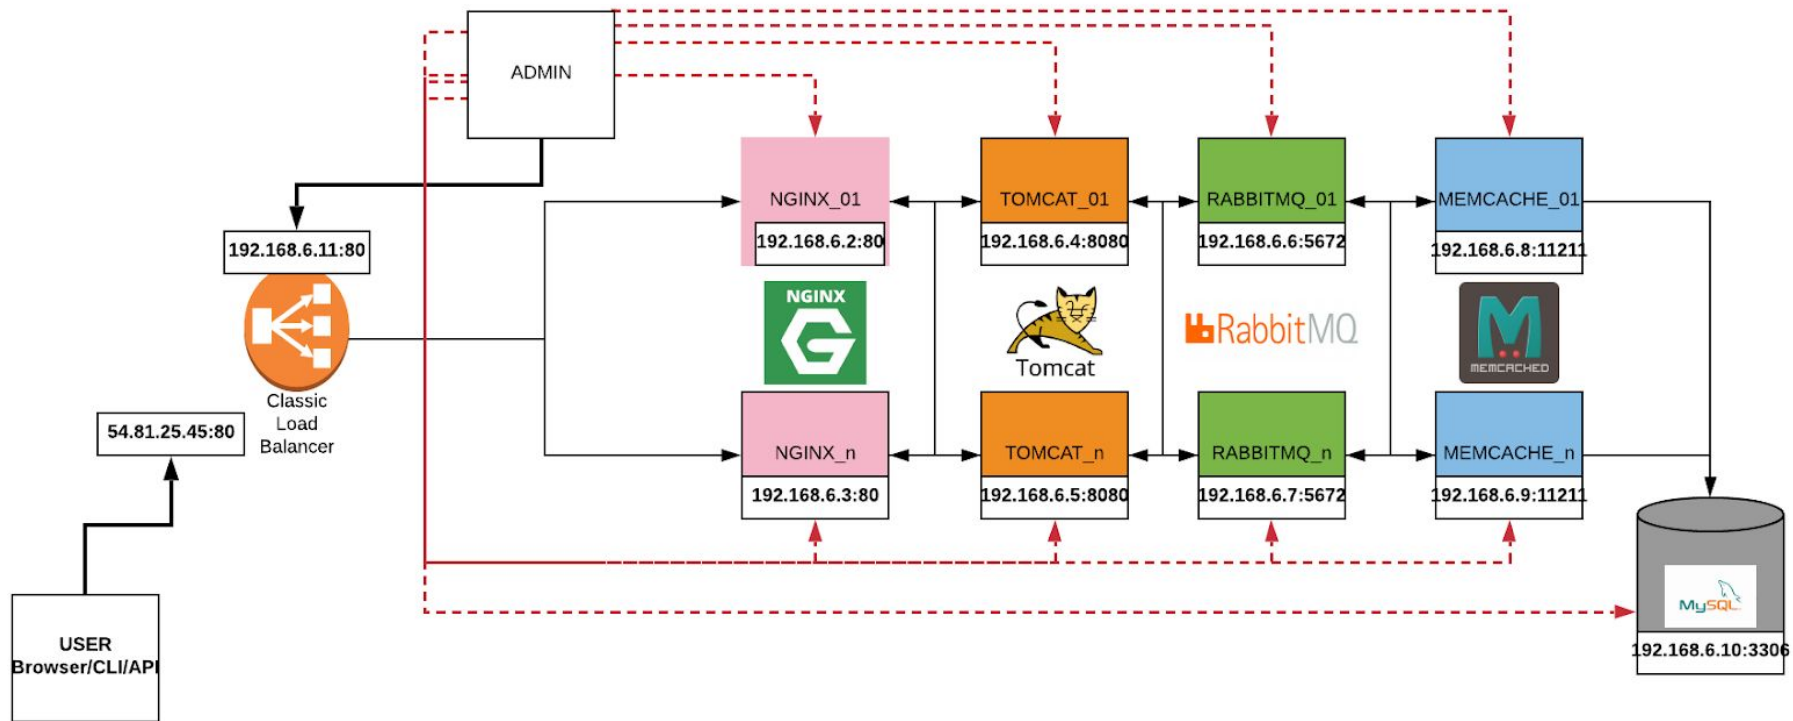 ADMIN
NGINX_01
TOMCAT_01
RABBITMQ_01
MEMCACHE_01
192.168.6.11:80
192.168.6.2:80
192.168.6.4:8080
192.168.6.6:5672
192.168.6.8:11211
NGINX
Tomcat
RabbitMQ
MEMCACHED
Classic
Load
Balancer
54.81.25.45:80
NGINX_n
TOMCAT_n
RABBITMQ_n
MEMCACHE_n
192.168.6.3:80
192.168.6.5:8080
192.168.6.7:5672
192.168.6.9:11211
MySQL
192.168.6.10:3306
USER
Browser/CLI/API